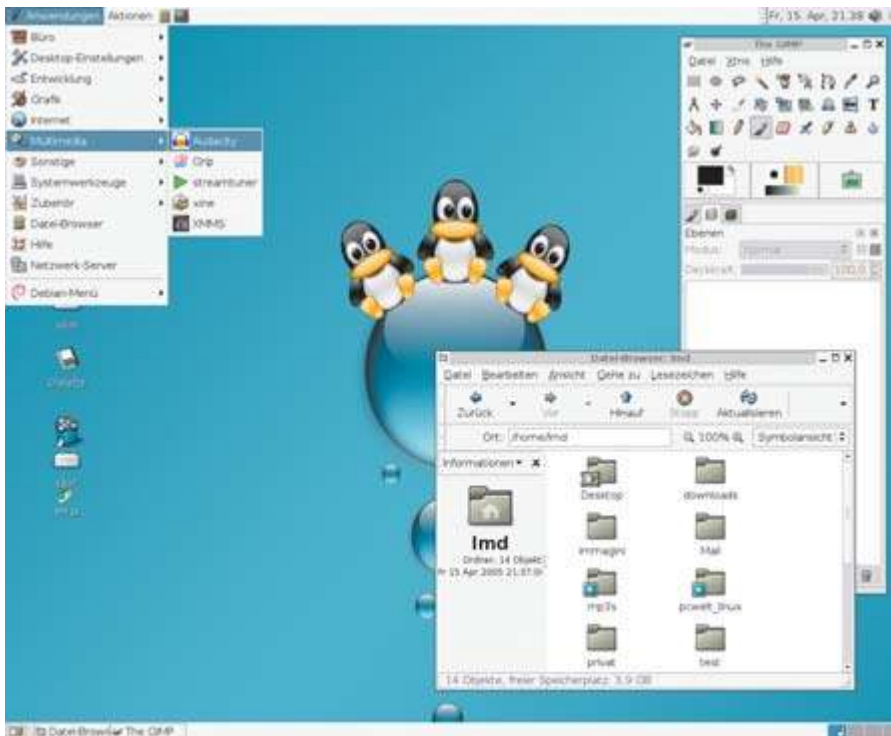 Anwendungen Aktionen
Fr, 15. Apr, 21.38
Büro
Desktop-Einstellungen
Entwicklung
Grafik
Internet
Multimedia
Audacity
Sonstige
Grip
Systemwerkzeuge
streamtuner
Zubehör
xine
Datei-Browser
XMMS
Hilfe
Netzwerk-Server
Debian-Menü
The GIMP
Datei Xtns Hilfe
Ebenen
Modus: Normal
Deckkraft: 100,0
Datei-Browser: lmd
Datei Bearbeiten Ansicht Gehe zu Lesezeichen Hilfe
Zurück Vor Hinauf Stopp Aktualisieren
Ort: /home/lmd 100% Symbolansicht
Informationen
Desktop downloads
lmd
Ordner, 14 Objekte
Fr 15 Apr 2005
immagini Mail
mp3s pcwelt_linux
privat test
14 Objekte, freier Speicherplatz: 3,9 GB
Datei-Browser The GIMP